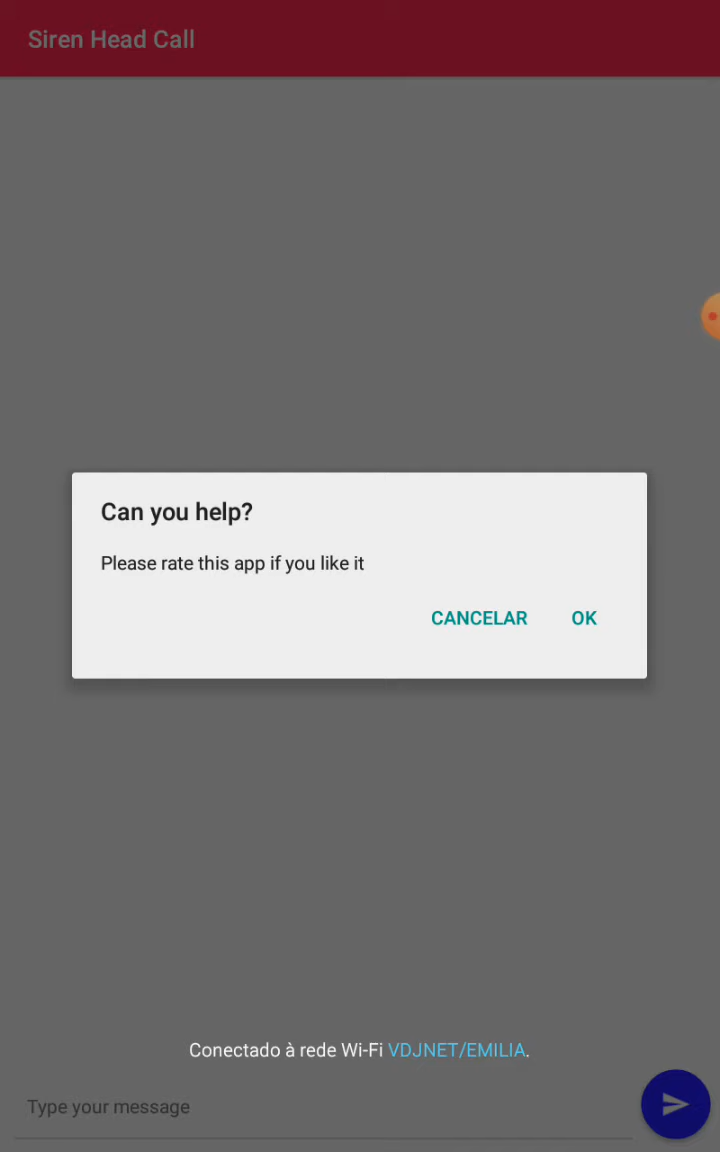 Siren Head Call
Can you help?
Please rate this app if you like it
CANCELAR OK
Conectado à rede Wi-Fi VDJNET/EMILIA.
Type your message